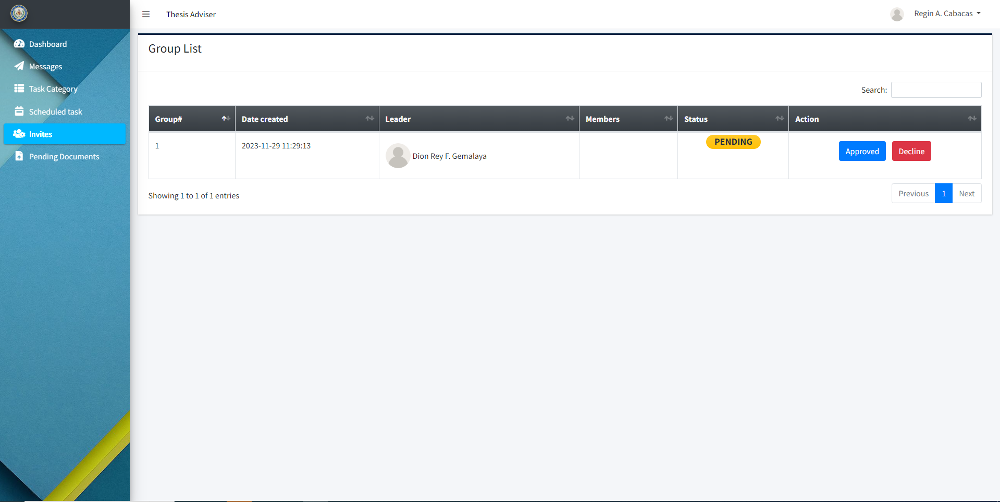 Thesis Adviser
Regin A. Cabacas
Dashboard
Messages
Task Category
Scheduled task
Invites
Pending Documents
Group List
Search:
Group# Date created Leader Members Status Action
1 2023-11-29 11:29:13 Dion Rey F. Gemalaya PENDING Approved Decline
Showing 1 to 1 of 1 entries
Previous 1 Next